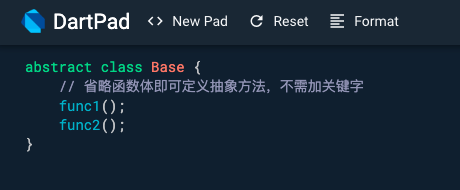 DartPad <> New Pad Reset Format
abstract class Base {
    // 省略函数体即可定义抽象方法，不需加关键字
    func1();
    func2();
}